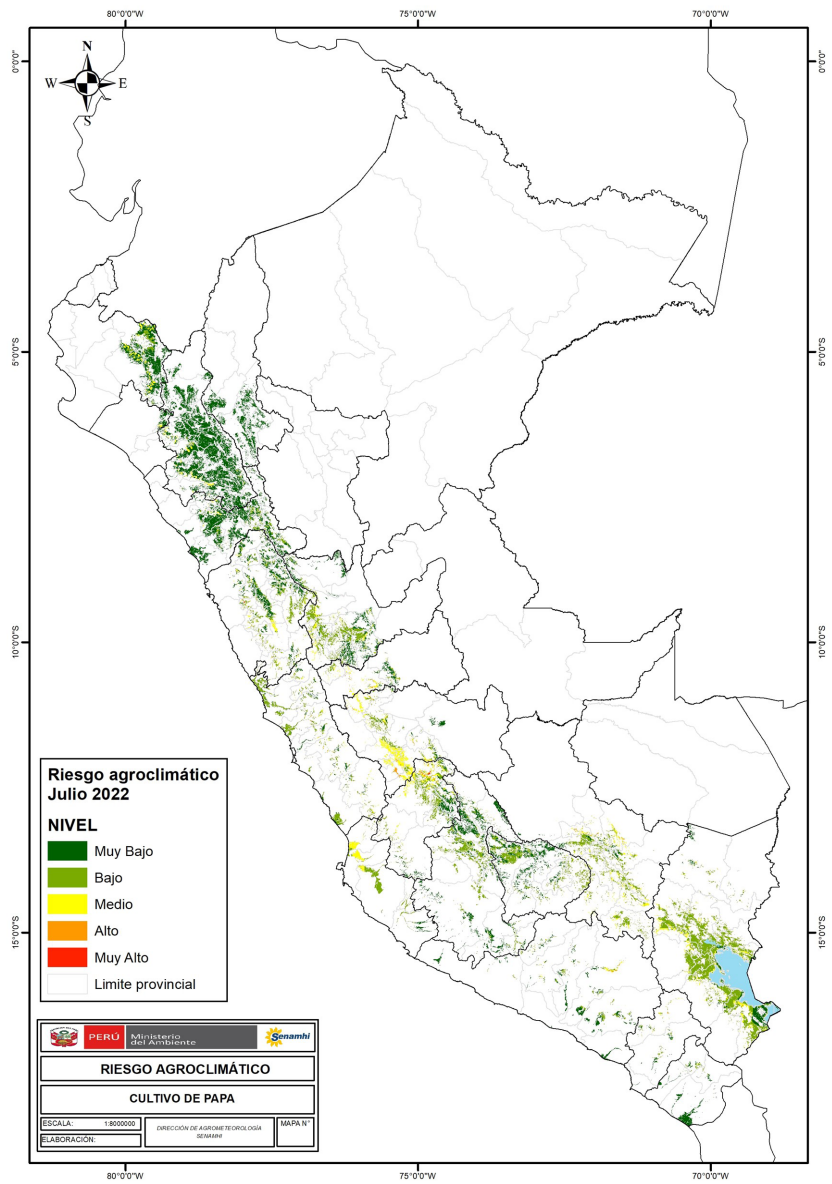 80°0'0"W 75°0'0"W 70°0'0"W
N
W E
S
0°0'0" 0°0'0"
5°0'0"S 5°0'0"S
10°0'0"S 10°0'0"S
15°0'0"S 15°0'0"S
Riesgo agroclimático
Julio 2022
NIVEL
Muy Bajo
Bajo
Medio
Alto
Muy Alto
Limite provincial
PERÚ Ministerio
del Ambiente Senamhi
RIESGO AGROCLIMÁTICO
CULTIVO DE PAPA
ESCALA: 1:8000000 DIRECCIÓN DE AGROMETEOROLOGÍA MAPA N°
ELABORACIÓN: SENAMHI
80°0'0"W 75°0'0"W 70°0'0"W